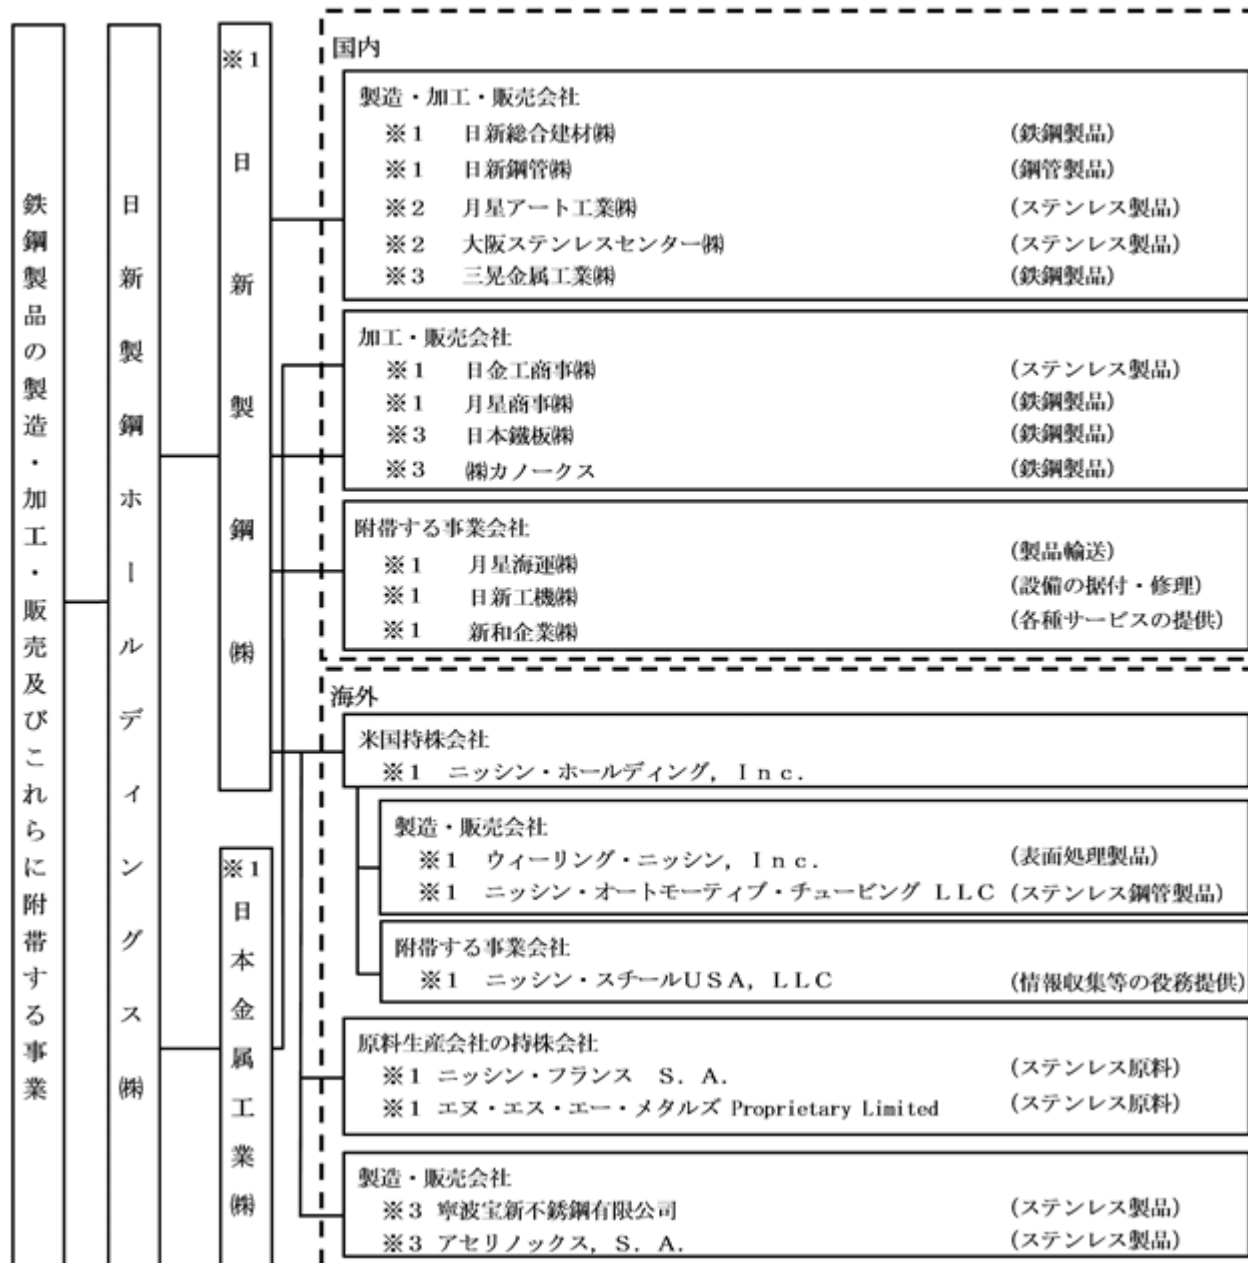 鉄鋼製品の製造・加工・販売及びこれらに附帯する事業
日新製鋼ホールディングス㈱
※1
日新製鋼㈱
※1
日本金属工業㈱
国内
製造・加工・販売会社
※1 日新総合建材㈱ (鉄鋼製品)
※1 日新鋼管㈱ (鋼管製品)
※2 月星アート工業㈱ (ステンレス製品)
※2 大阪ステンレスセンター㈱ (ステンレス製品)
※3 三晃金属工業㈱ (鉄鋼製品)
加工・販売会社
※1 日金工商事㈱ (ステンレス製品)
※1 月星商事㈱ (鉄鋼製品)
※3 日本鐵板㈱ (鉄鋼製品)
※3 ㈱カノークス (鉄鋼製品)
附帯する事業会社
※1 月星海運㈱ (製品輸送)
※1 日新工機㈱ (設備の据付・修理)
※1 新和企業㈱ (各種サービスの提供)
海外
米国持株会社
※1 ニッシン・ホールディング, Inc.
製造・販売会社
※1 ウィーリング・ニッシン, Inc. (表面処理製品)
※1 ニッシン・オートモーティブ・チュービング LLC (ステンレス鋼管製品)
附帯する事業会社
※1 ニッシン・スチールUSA, LLC (情報収集等の役務提供)
原料生産会社の持株会社
※1 ニッシン・フランス S. A. (ステンレス原料)
※1 エヌ・エス・エー・メタルズ Proprietary Limited (ステンレス原料)
製造・販売会社
※3 寧波宝新不銹鋼有限公司 (ステンレス製品)
※3 アセリノックス, S. A. (ステンレス製品)